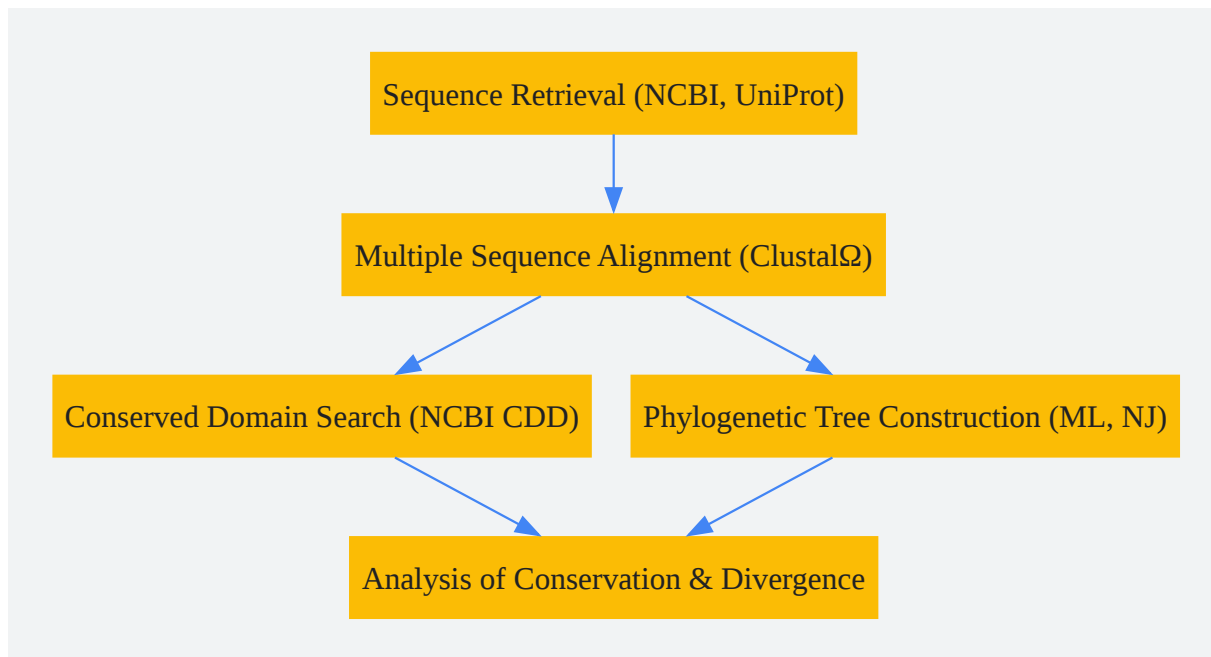 Sequence Retrieval (NCBI, UniProt)
Multiple Sequence Alignment (ClustalΩ)
Conserved Domain Search (NCBI CDD)
Phylogenetic Tree Construction (ML, NJ)
Analysis of Conservation & Divergence